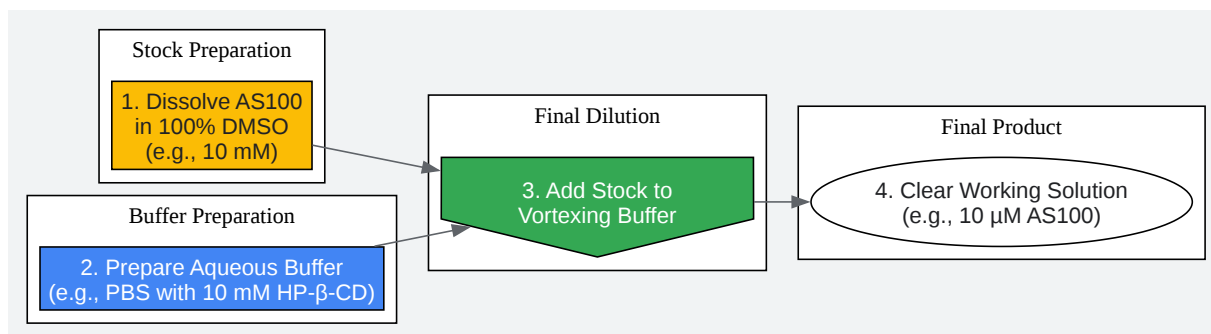 Stock Preparation
1. Dissolve AS100
in 100% DMSO
(e.g., 10 mM)
Buffer Preparation
2. Prepare Aqueous Buffer
(e.g., PBS with 10 mM HP-β-CD)
Final Dilution
3. Add Stock to
Vortexing Buffer
Final Product
4. Clear Working Solution
(e.g., 10 µM AS100)